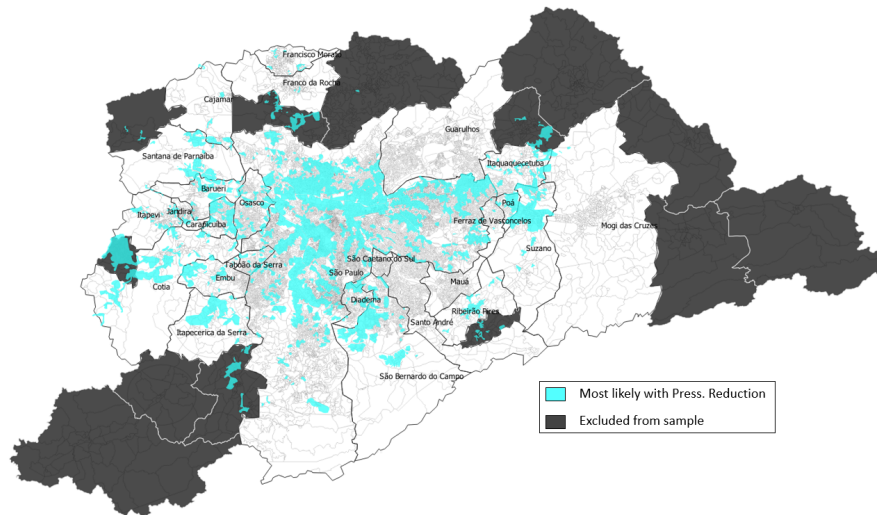 Francisco Morato
Franco da Rocha
Cajamar
Guarulhos
Santana de Parnaíba
Itaquaquecetuba
Barueri
Osasco
Poá
Itapevi
Jandira
Carapicuíba
Ferraz de Vasconcelos
Mogi das Cruzes
Suzano
São Caetano do Sul
Taboão da Serra
São Paulo
Embu
Cotia
Mauá
Diadema
Ribeirão Pires
Santo André
Itapecerica da Serra
São Bernardo do Campo
Most likely with Press. Reduction
Excluded from sample